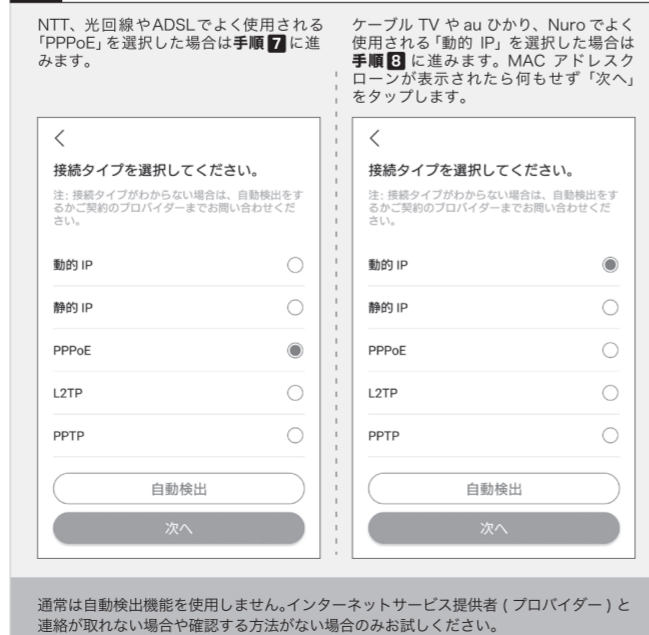 NTT、光回線やADSLでよく使用される
「PPPoE」を選択した場合は手順7に進
みます。
<
接続タイプを選択してください。
注: 接続タイプがわからない場合は、自動検出をす
るかご契約のプロバイダーまでお問い合わせくだ
さい。
動的 IP
静的 IP
PPPoE
L2TP
PPTP
自動検出
次へ
ケーブル TV や au ひかり、Nuro でよく
使用される「動的 IP」を選択した場合は
手順8 に進みます。MAC アドレスク
ローンが表示されたら何もせず「次へ」
をタップします。
<
接続タイプを選択してください。
注: 接続タイプがわからない場合は、自動検出をす
るかご契約のプロバイダーまでお問い合わせくだ
さい。
動的 IP
静的 IP
PPPoE
L2TP
PPTP
自動検出
次へ
通常は自動検出機能を使用しません。インターネットサービス提供者 ( プロバイダー ) と
連絡が取れない場合や確認する方法がない場合のみお試しください。